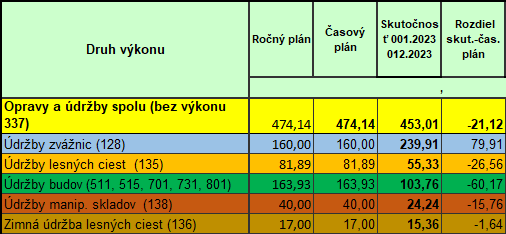 Druh výkonu Ročný plán Časový plán Skutočnos ť 001.2023 012.2023 Rozdiel skut.-čas. plán
,
Opravy a údržby spolu (bez výkonu
337) 474,14 474,14 453,01 -21,12
Údržby zvážnic (128) 160,00 160,00 239,91 79,91
Údržby lesných ciest (135) 81,89 81,89 55,33 -26,56
Údržby budov (511, 515, 701, 731, 801) 163,93 163,93 103,76 -60,17
Údržby manip. skladov (138) 40,00 40,00 24,24 -15,76
Zimná údržba lesných ciest (136) 17,00 17,00 15,36 -1,64